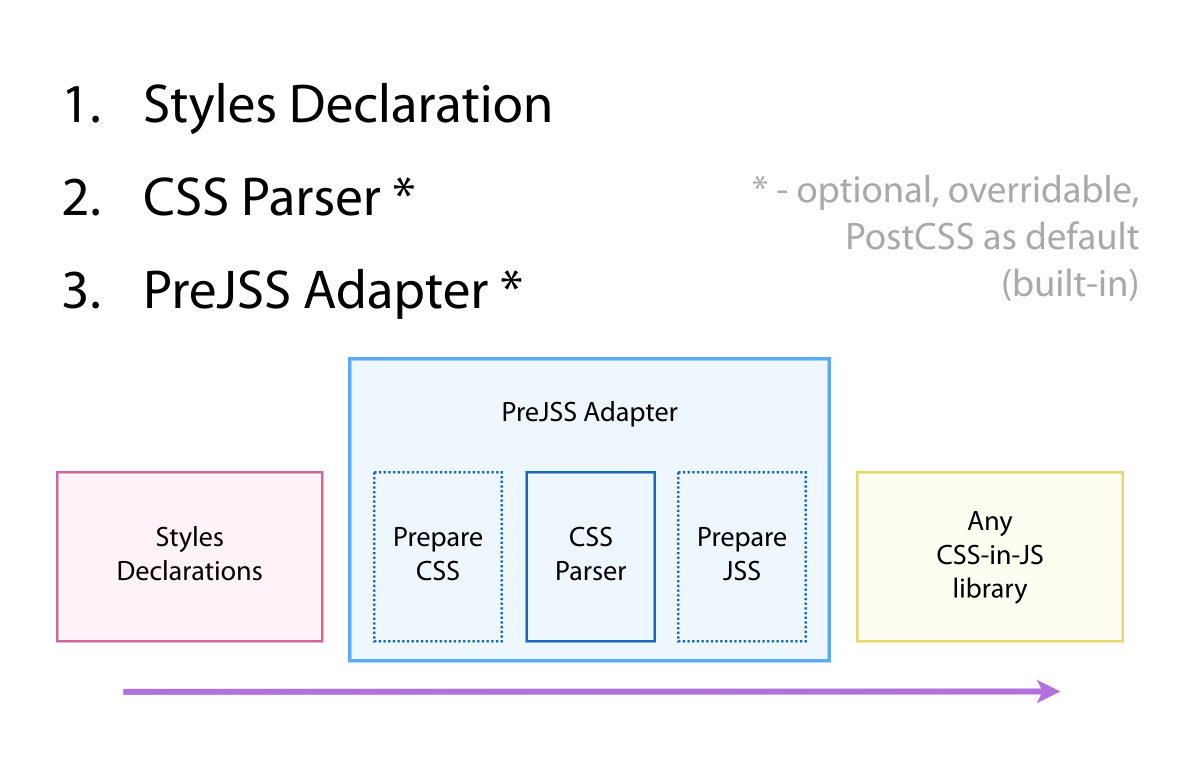 1. Styles Declaration
2. CSS Parser *
3. PreJSS Adapter *
* - optional, overridable,
PostCSS as default
(built-in)
PreJSS Adapter
Styles
Declarations
Prepare
CSS
CSS
Parser
Prepare
JSS
Any
CSS-in-JS
library